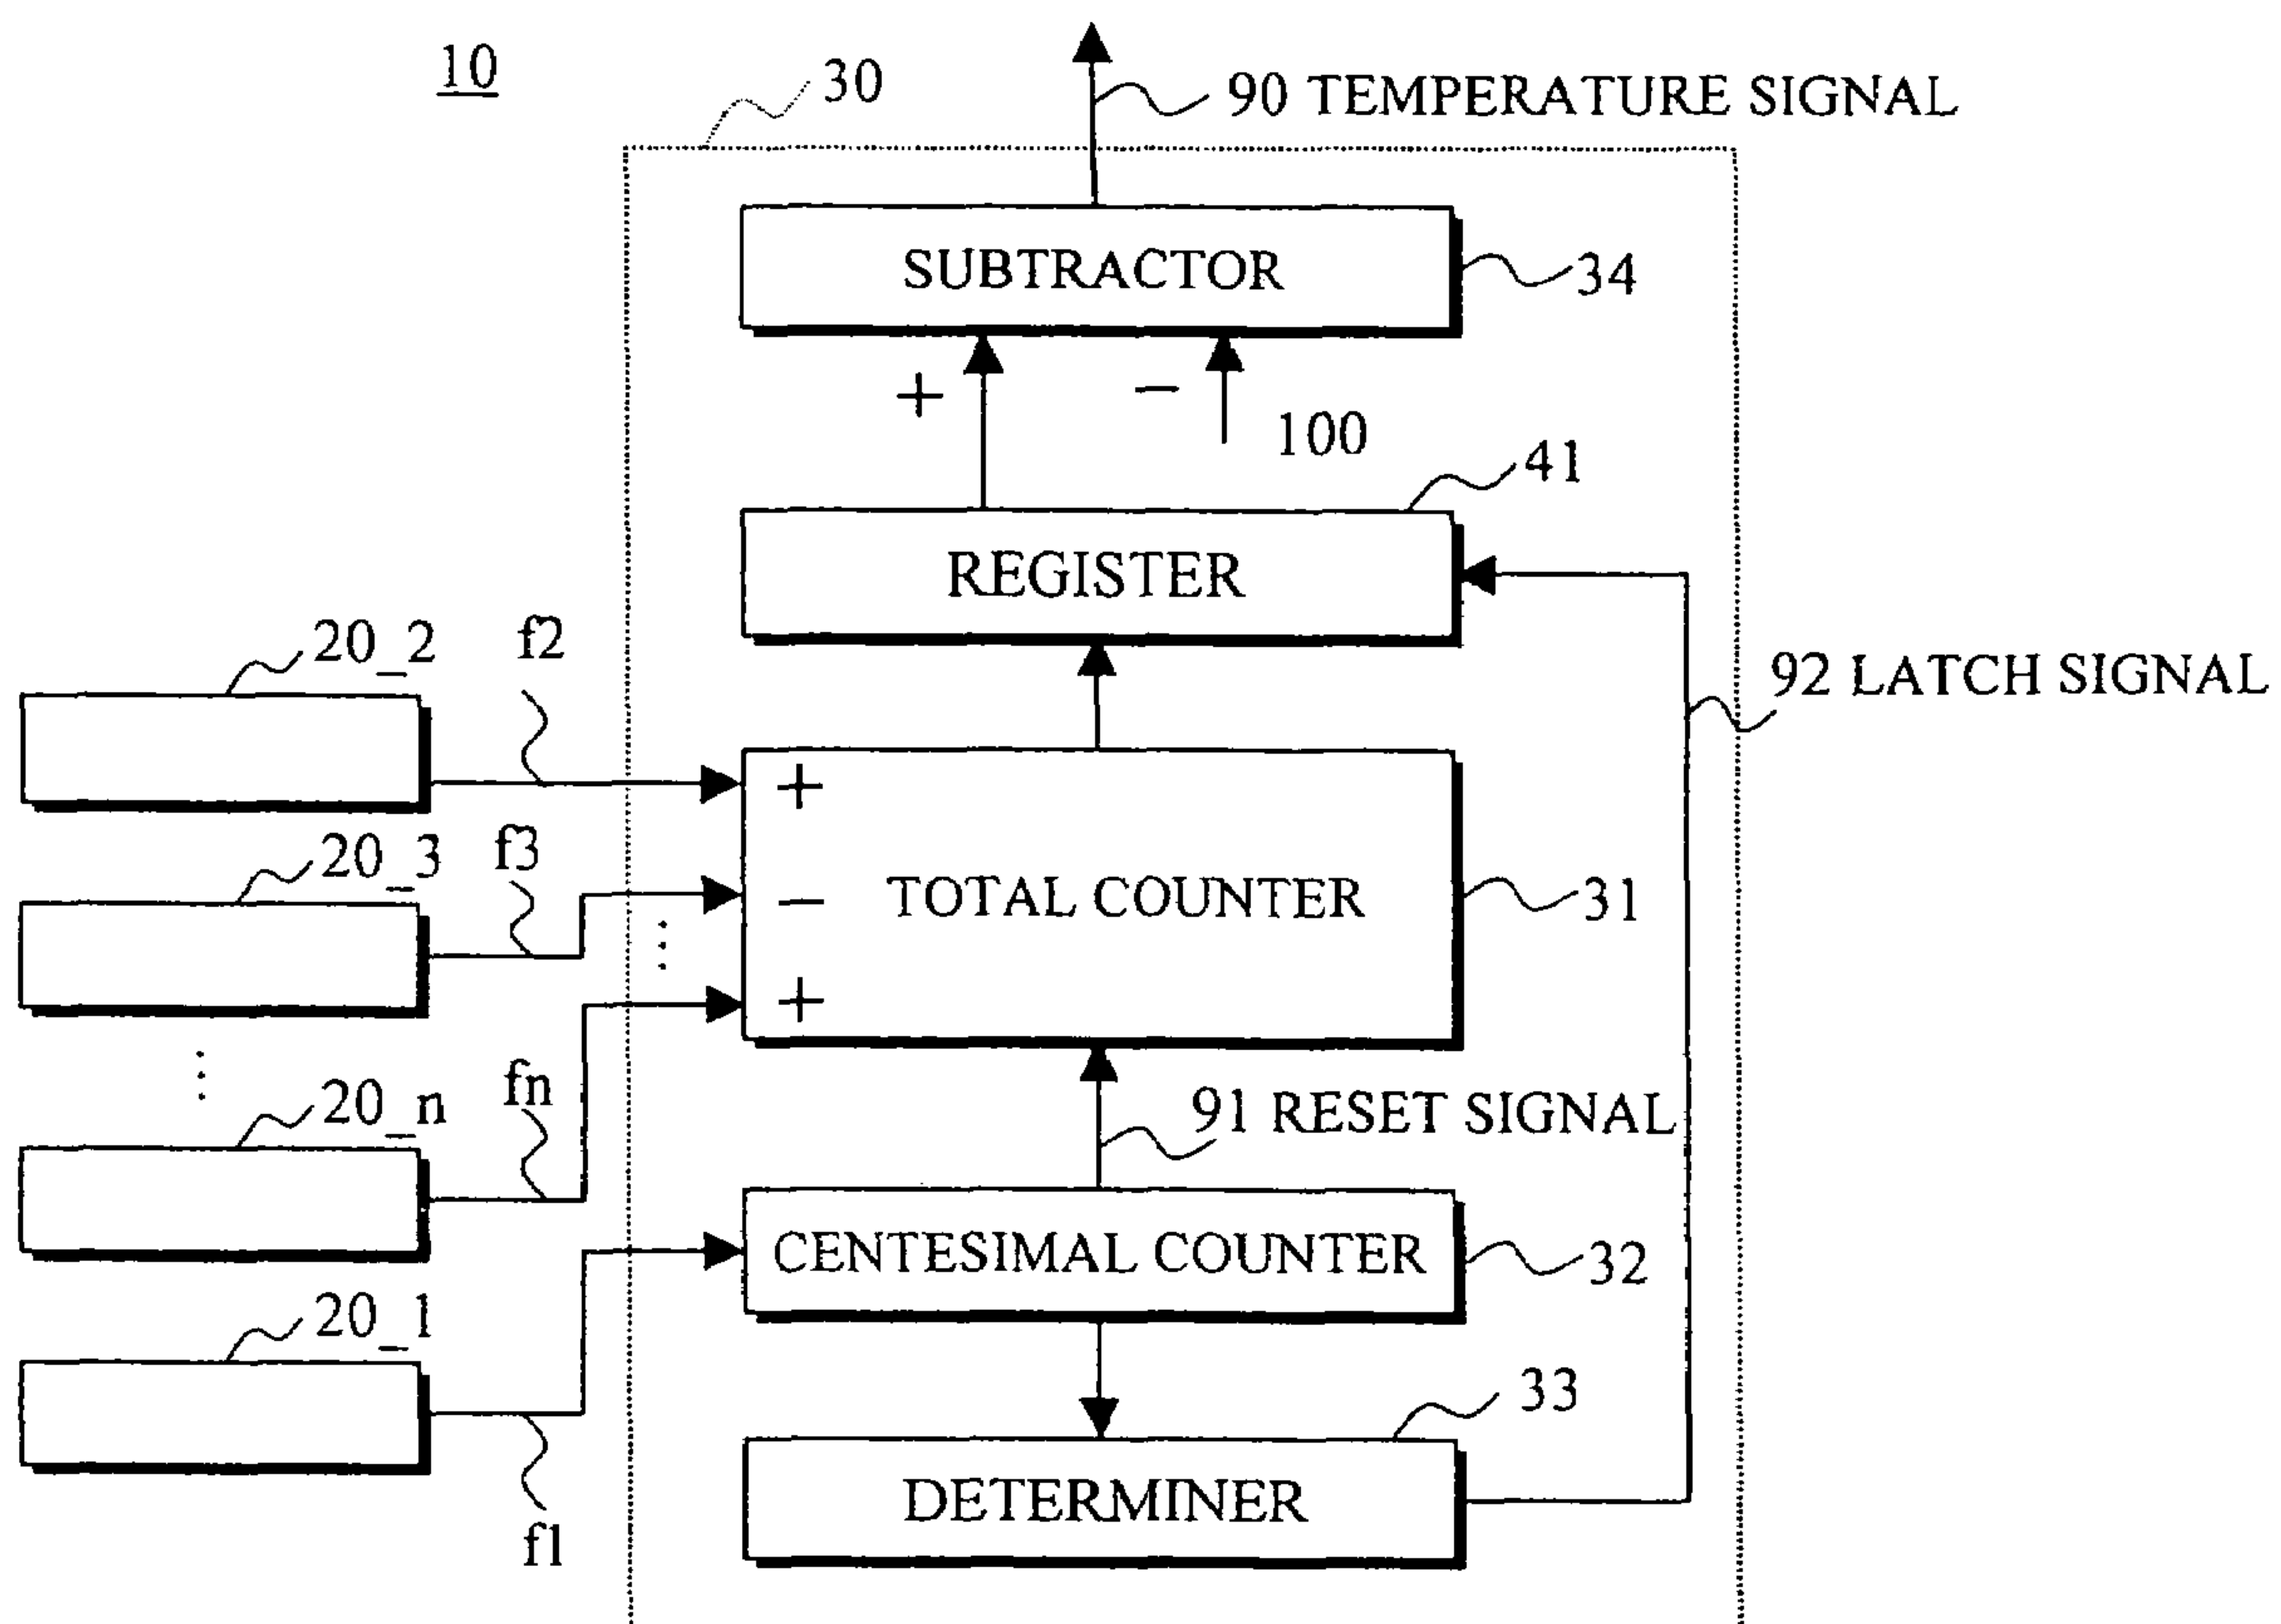 10
30
90 TEMPERATURE SIGNAL
SUBTRACTOR
34
+
−
100
41
REGISTER
20_2
f2
92 LATCH SIGNAL
+
20_3
f3
−
TOTAL COUNTER
31
⋮
+
⋮
20_n
fn
91 RESET SIGNAL
CENTESIMAL COUNTER
32
20_1
33
DETERMINER
f1